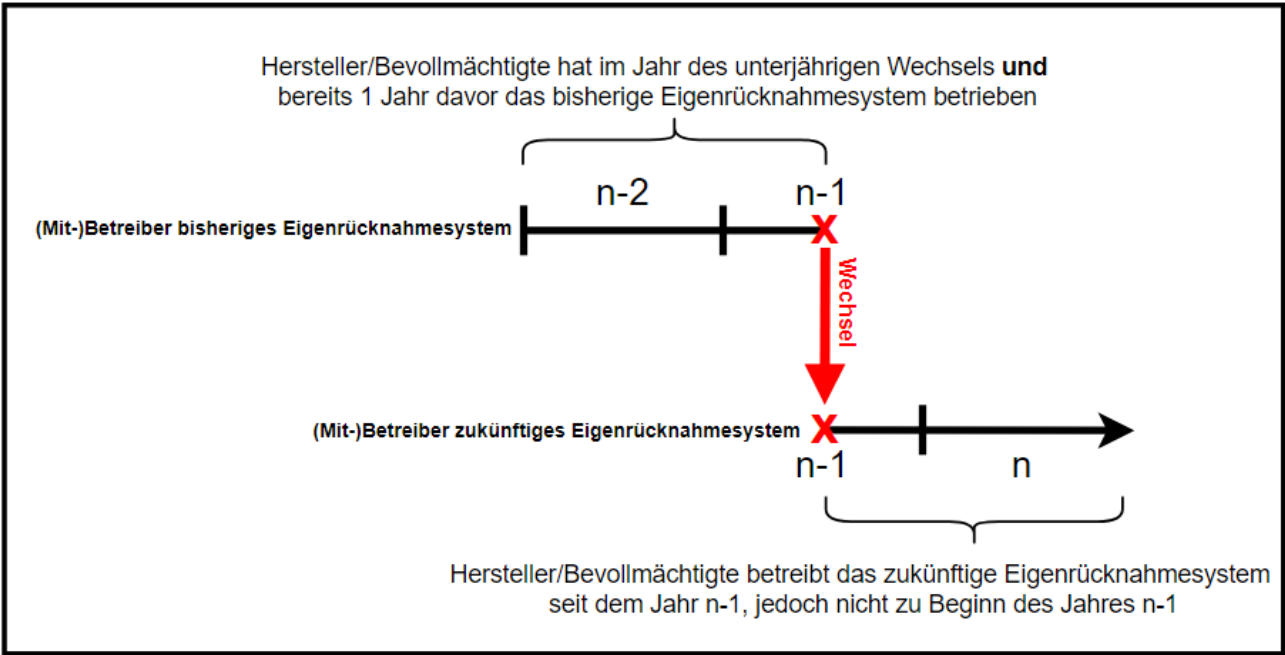 Hersteller/Bevollmächtigte hat im Jahr des unterjährigen Wechsels und
bereits 1 Jahr davor das bisherige Eigenrücknahmesystem betrieben
n-2
n-1
(Mit-)Betreiber bisheriges Eigenrücknahmesystem
X
Wechsel
(Mit-)Betreiber zukünftiges Eigenrücknahmesystem
X
n-1
n
Hersteller/Bevollmächtigte betreibt das zukünftige Eigenrücknahmesystem
seit dem Jahr n-1, jedoch nicht zu Beginn des Jahres n-1